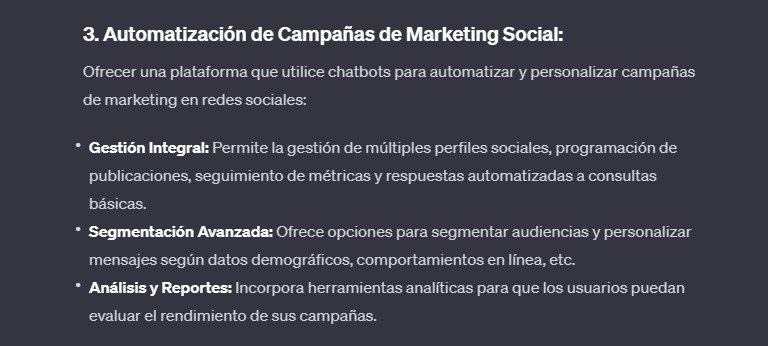 3. Automatización de Campañas de Marketing Social:
Ofrecer una plataforma que utilice chatbots para automatizar y personalizar campañas
de marketing en redes sociales:
• Gestión Integral: Permite la gestión de múltiples perfiles sociales, programación de
publicaciones, seguimiento de métricas y respuestas automatizadas a consultas
básicas.
• Segmentación Avanzada: Ofrece opciones para segmentar audiencias y personalizar
mensajes según datos demográficos, comportamientos en línea, etc.
• Análisis y Reportes: Incorpora herramientas analíticas para que los usuarios puedan
evaluar el rendimiento de sus campañas.